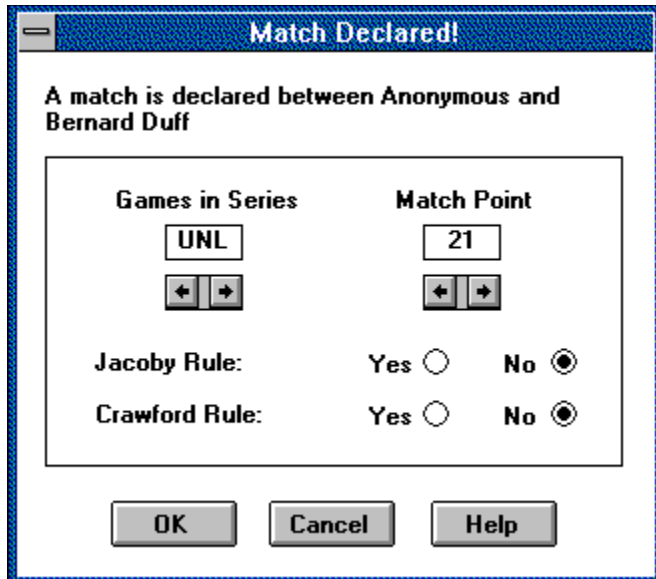 Match Declared!
A match is declared between Anonymous and
Bernard Duff
Games in Series Match Point
UNL 21
Jacoby Rule: Yes No
Crawford Rule: Yes No
OK Cancel Help